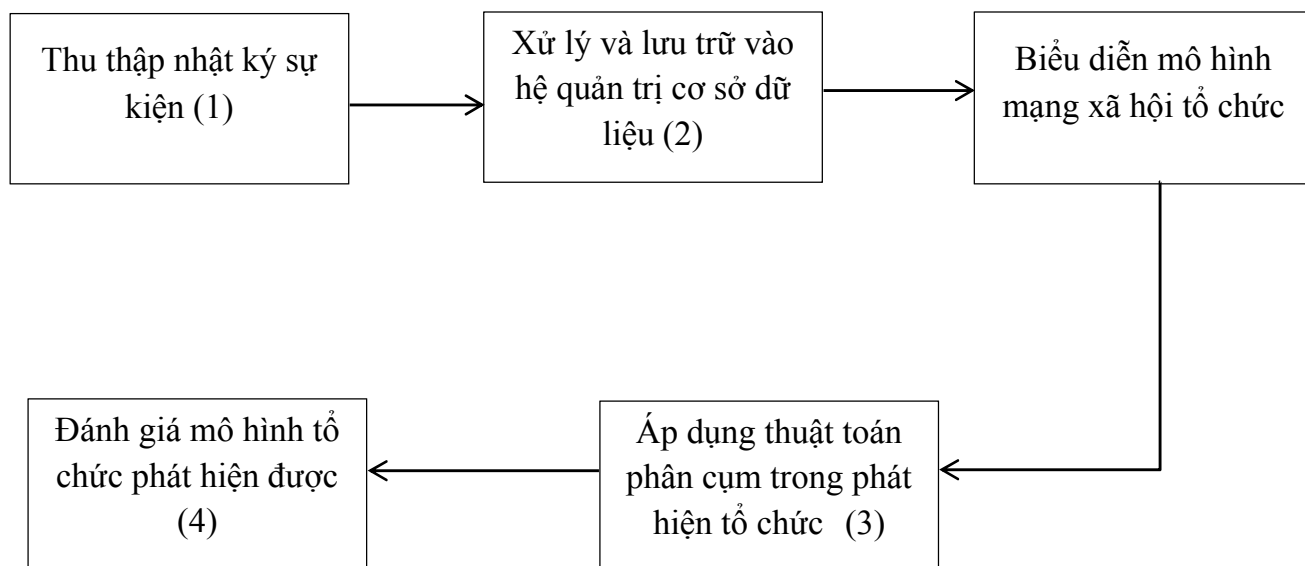 Thu thập nhật ký sự
kiện (1)
Xử lý và lưu trữ vào
hệ quản trị cơ sở dữ
liệu (2)
Biểu diễn mô hình
mạng xã hội tổ chức
Áp dụng thuật toán
phân cụm trong phát
hiện tổ chức (3)
Đánh giá mô hình tổ
chức phát hiện được
(4)